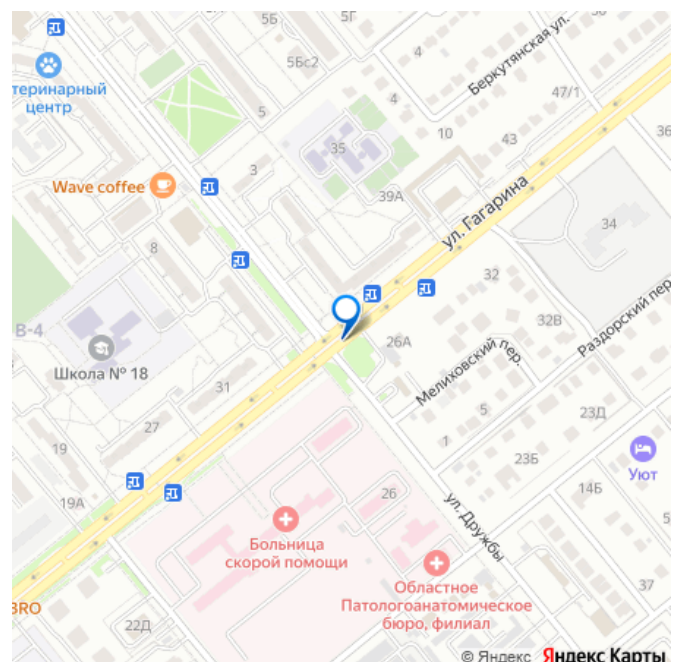 5Б
5Г
5Бс2
4
Беркутянская ул.
теринарный
центр
5
4
47/1
10
43
36
35
3
39А
Wave coffee
ул. Гагарина
34
8
32
32В
Раздорский пер.
В-4
26А
Мелиховский пер.
Школа № 18
31
5
23Д
27
1
19
23Б
Уют
19А
26
14Б
ул. Дружбы
5
Больница
скорой помощи
Областное
Патологоанатомическое
бюро, филиал
37
BRO
22Д
© Яндекс Яндекс Карты